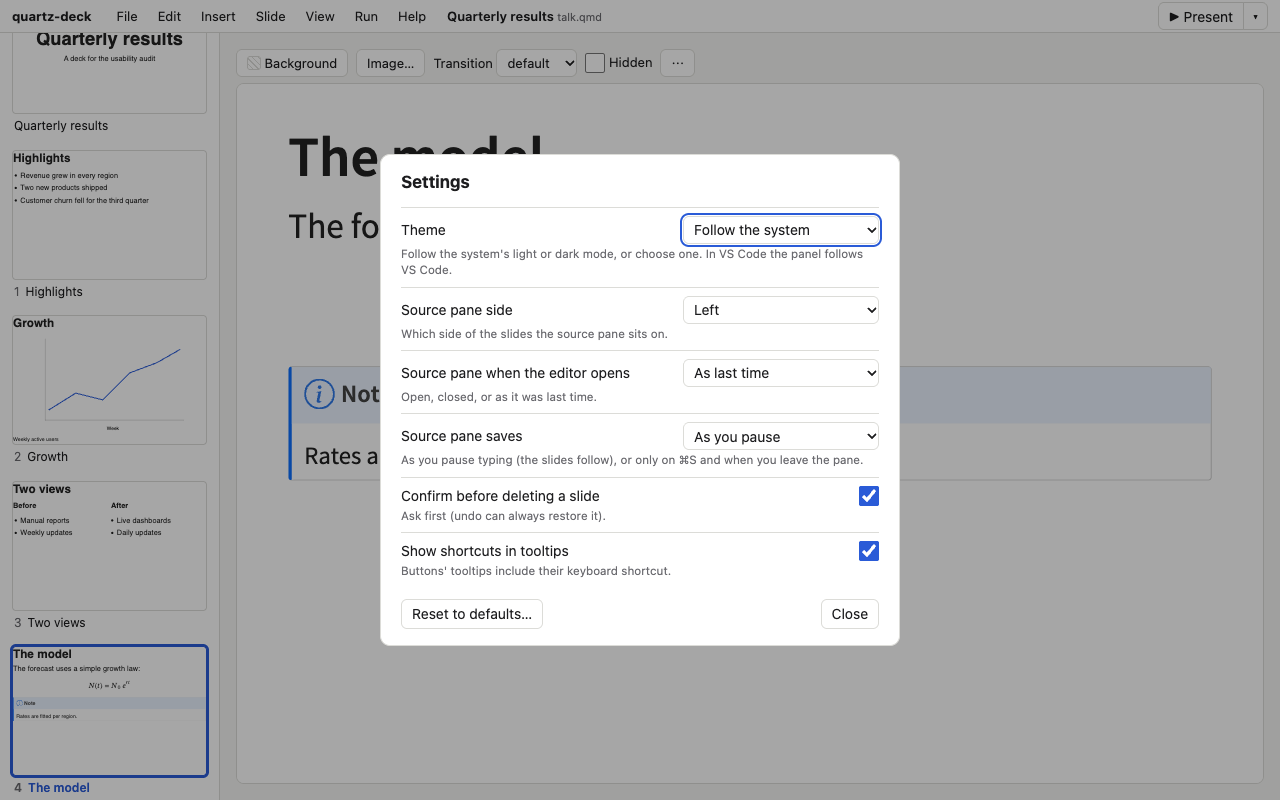 quartz-deck File Edit Insert Slide View Run Help Quarterly results talk.qmd ▶ Present ▾
Quarterly results
A deck for the usability audit
Quarterly results
Highlights
• Revenue grew in every region
• Two new products shipped
• Customer churn fell for the third quarter
1 Highlights
Growth
Week
Weekly active users
2 Growth
Two views
Before After
• Manual reports • Live dashboards
• Weekly updates • Daily updates
3 Two views
The model
The forecast uses a simple growth law:
N(t) = N₀ eʳᵗ
Note
Rates are fitted per region.
4 The model
Background Image... Transition default Hidden ···
The model
The fo
Not
Rates a
Settings
Theme Follow the system
Follow the system's light or dark mode, or choose one. In VS Code the panel follows
VS Code.
Source pane side Left
Which side of the slides the source pane sits on.
Source pane when the editor opens As last time
Open, closed, or as it was last time.
Source pane saves As you pause
As you pause typing (the slides follow), or only on ⌘S and when you leave the pane.
Confirm before deleting a slide
Ask first (undo can always restore it).
Show shortcuts in tooltips
Buttons' tooltips include their keyboard shortcut.
Reset to defaults... Close